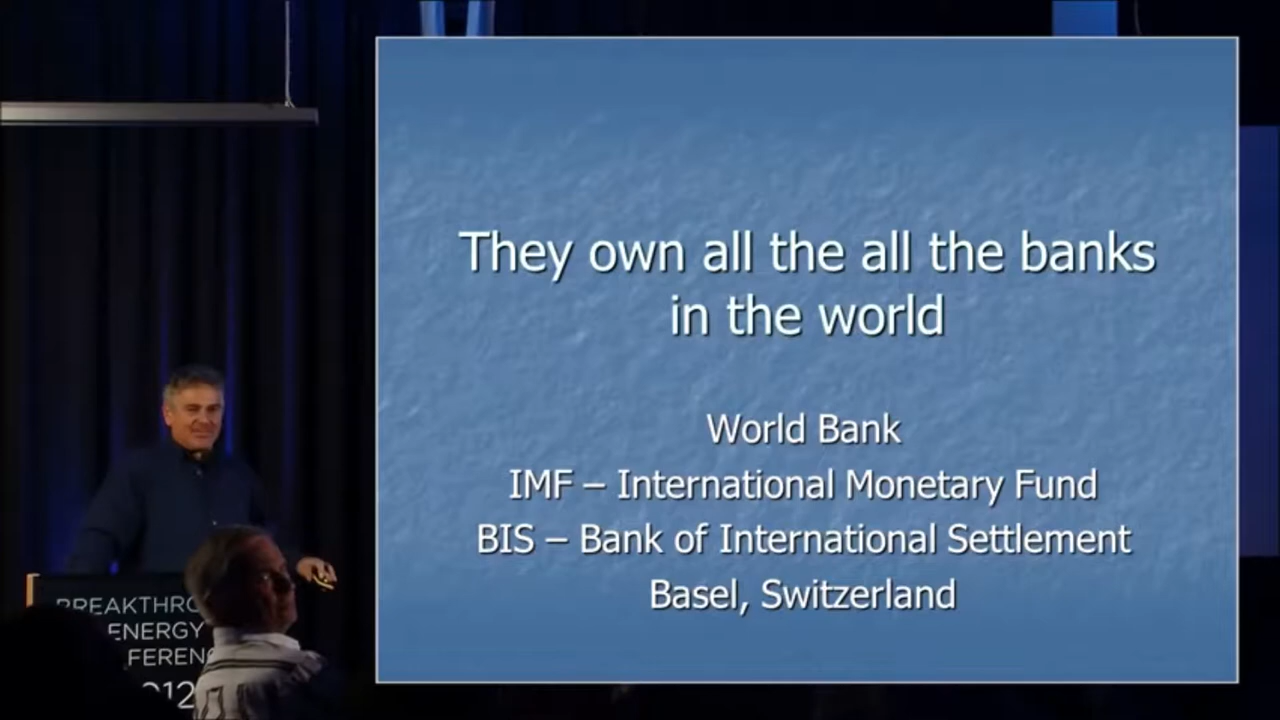 They own all the all the banks
in the world
World Bank
IMF – International Monetary Fund
BIS – Bank of International Settlement
Basel, Switzerland
ENERGY